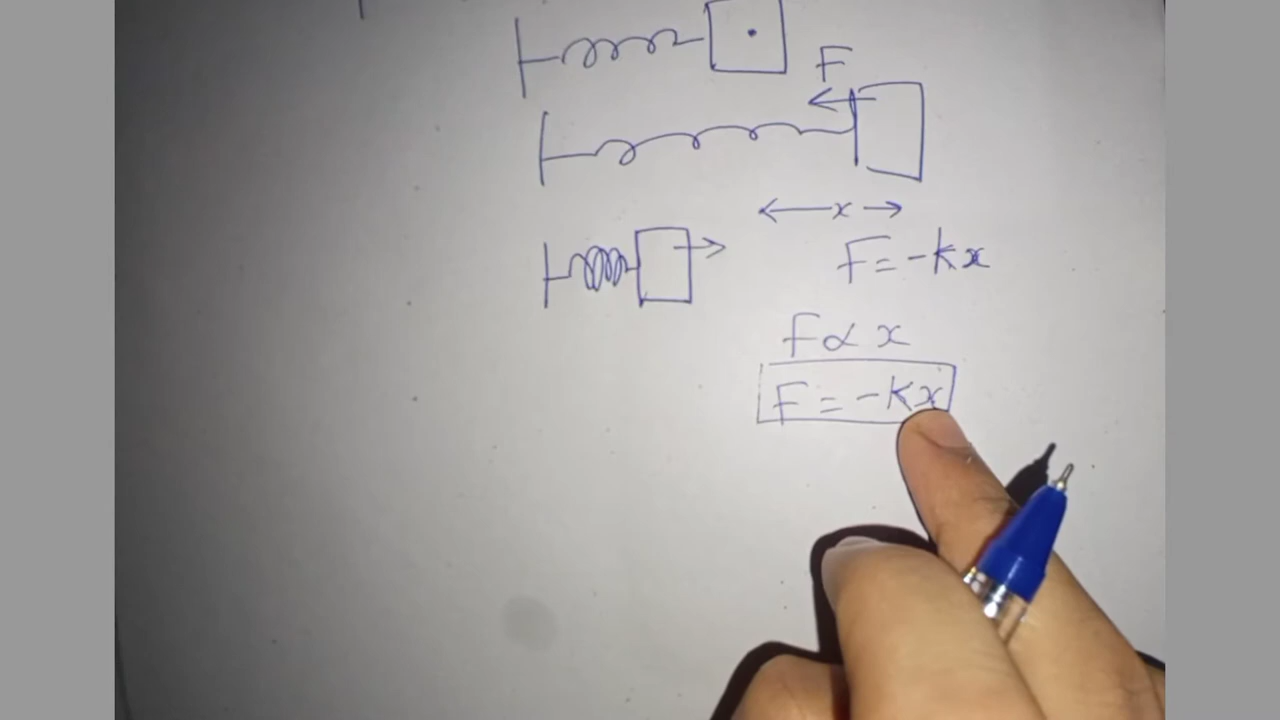 F
x
F = -kx
F ∝ x
F = -kx